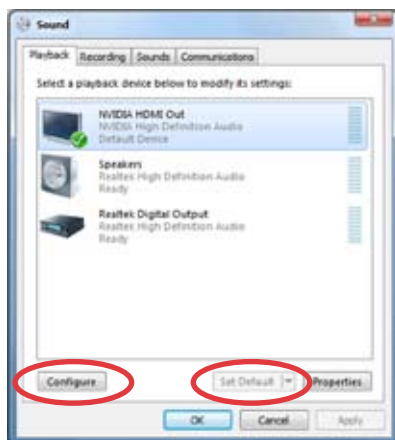 Sound
Playback Recording Sounds Communications
Select a playback device below to modify its settings:
NVIDIA HDMI Out
NVIDIA High Definition Audio
Default Device
Speakers
Realtek High Definition Audio
Ready
Realtek Digital Output
Realtek High Definition Audio
Ready
Configure Set Default Properties
OK Cancel Apply